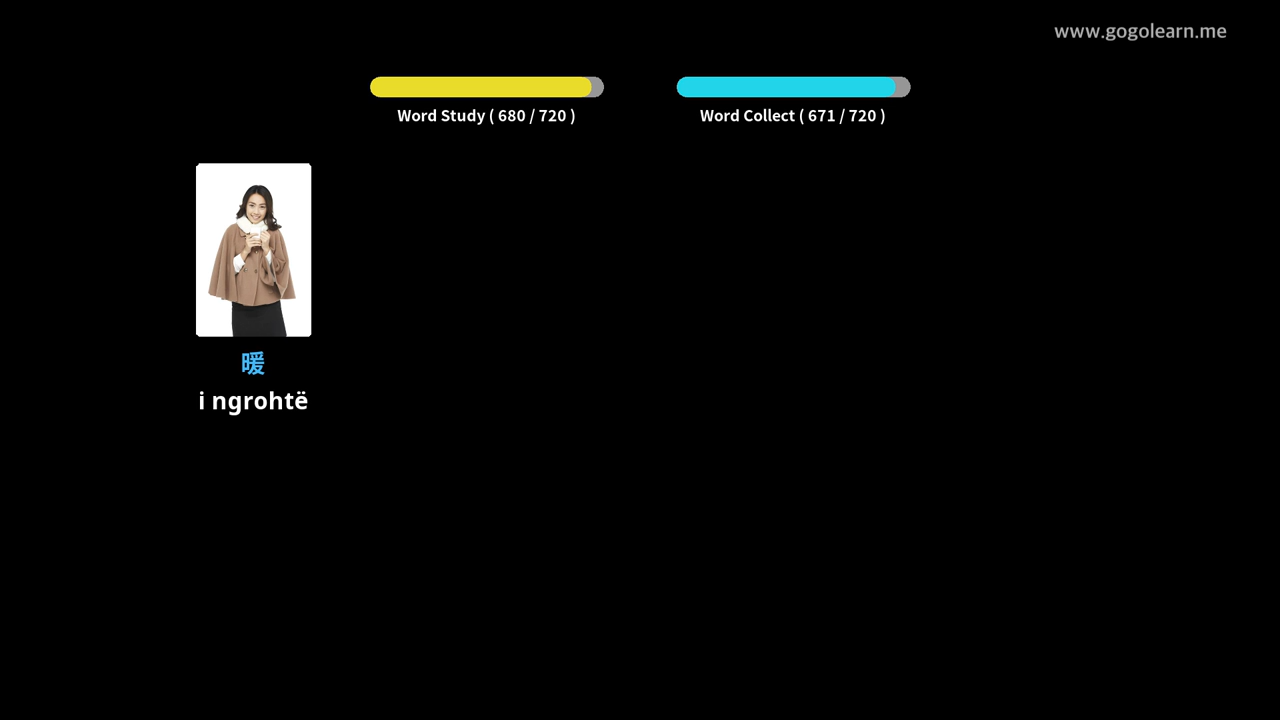 www.gogolearn.me
Word Study ( 680 / 720 )
Word Collect ( 671 / 720 )
暖
i ngrohtë